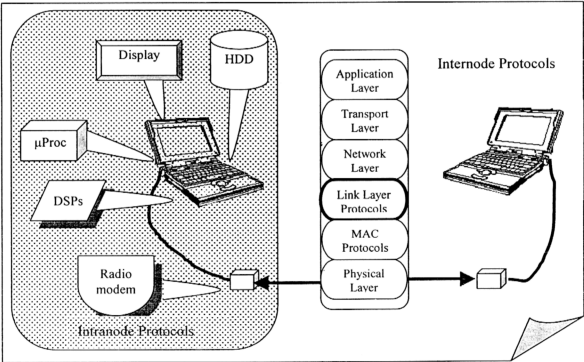 Display
HDD
μProc
DSPs
Radio
modem
Intranode Protocols
Application
Layer
Transport
Layer
Network
Layer
Link Layer
Protocols
MAC
Protocols
Physical
Layer
Internode Protocols